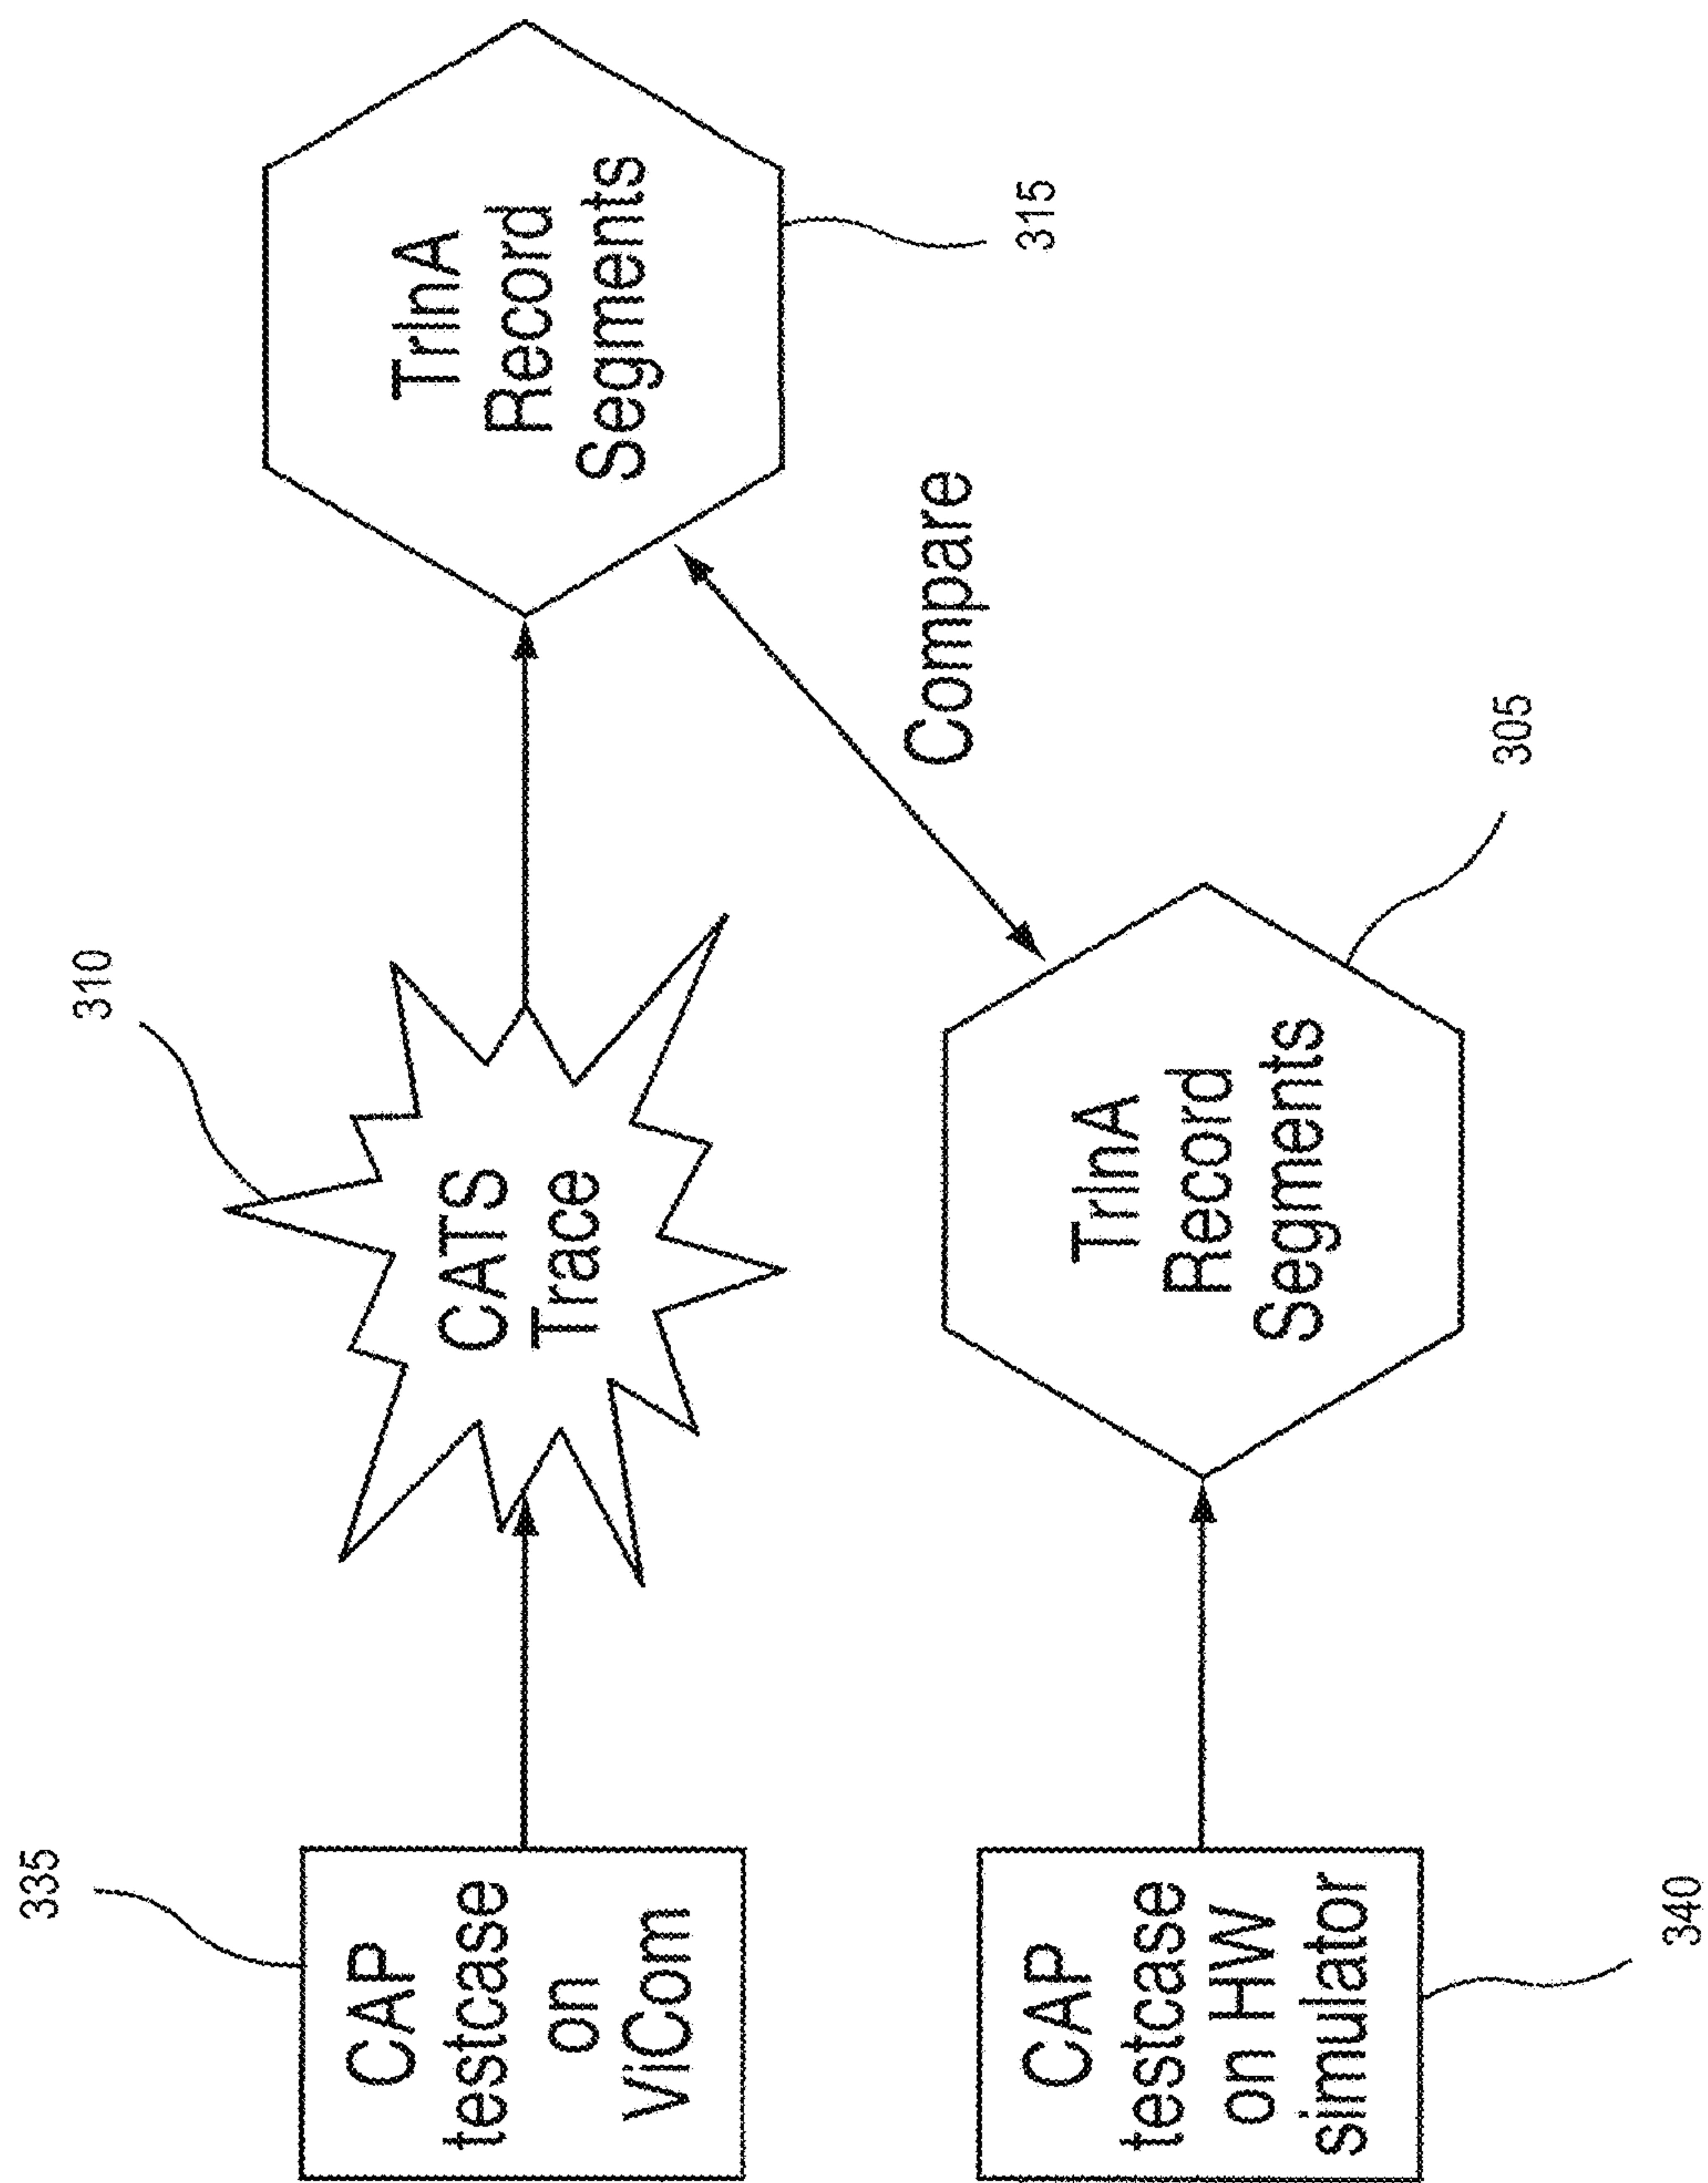 335
CAP
testcase
on
ViCom
310
CATS
Trace
TrInA
Record
Segments
315
Compare
CAP
testcase
on HW
simulator
340
TrInA
Record
Segments
305